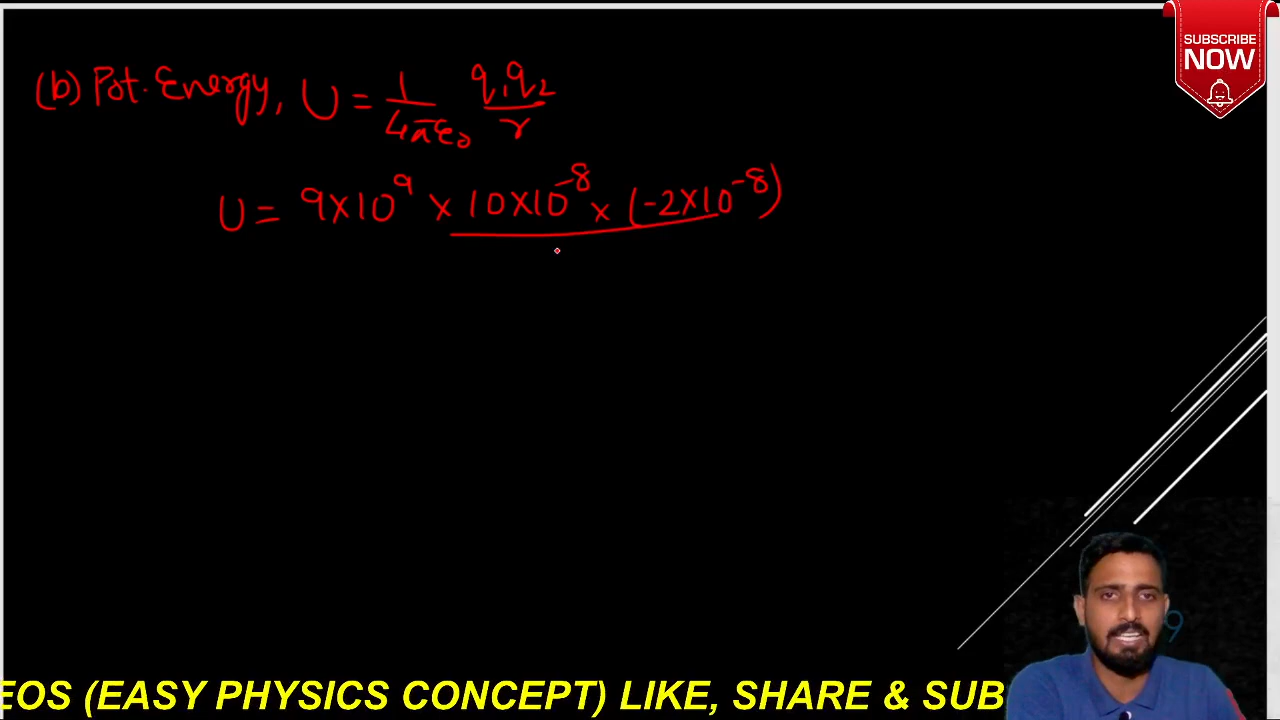 SUBSCRIBE
NOW
(b) Pot. Energy, U = 1/4πε₀ q₁q₂/r
U = 9×10⁹ × 10×10⁻⁸ × (-2×10⁻⁸)
9
EOS (EASY PHYSICS CONCEPT) LIKE, SHARE & SUB